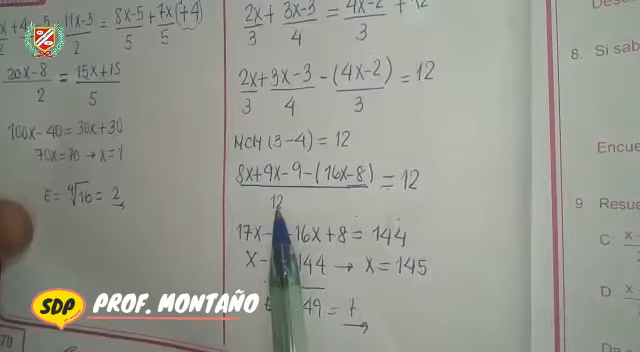 x+4 5 + 11x-3 = 8x-5 + 7x(+4)
2 2 5 5
20x-8 = 15x+15
2 5
100x-40=30x+30
70x=70 → x=1
E= ⁴√16 = 2
2x + 3x-3 = 4x-2 + 12
3 4 3
2x + 3x-3 - (4x-2) = 12
3 4 3
MCM (3-4) = 12
8x+9x-9-(16x-8) = 12
12
17x- -16x+8 = 144
x- 144 → x=145
49 = 7
8. Si sab
Encue
9 Resue
C. x-
D. x
SDP PROF. MONTAÑO
70